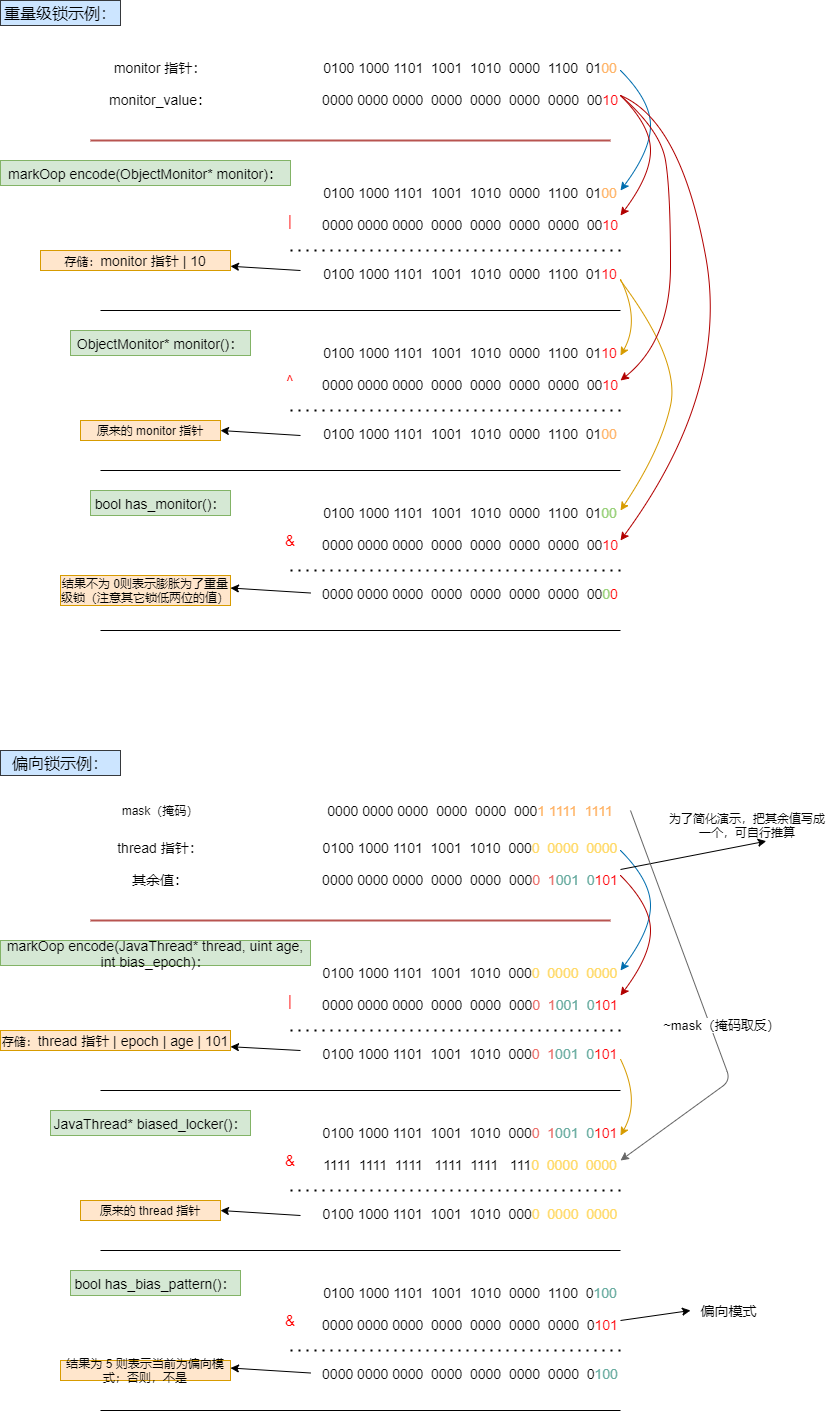 重量级锁示例：
monitor 指针： 0100 1000 1101 1001 1010 0000 1100 0100
monitor_value： 0000 0000 0000 0000 0000 0000 0000 0010
markOop encode(ObjectMonitor* monitor)：
0100 1000 1101 1001 1010 0000 1100 0100
| 0000 0000 0000 0000 0000 0000 0000 0010
存储：monitor 指针 | 10
0100 1000 1101 1001 1010 0000 1100 0110
ObjectMonitor* monitor()：
0100 1000 1101 1001 1010 0000 1100 0110
^ 0000 0000 0000 0000 0000 0000 0000 0010
原来的 monitor 指针 0100 1000 1101 1001 1010 0000 1100 0100
bool has_monitor()：
0100 1000 1101 1001 1010 0000 1100 0100
& 0000 0000 0000 0000 0000 0000 0000 0010
结果不为 0则表示膨胀为了重量
级锁（注意其它锁低两位的值）
0000 0000 0000 0000 0000 0000 0000 0000
偏向锁示例：
mask（掩码） 0000 0000 0000 0000 0000 0001 1111 1111
为了简化演示，把其余值写成
一个，可自行推算
thread 指针： 0100 1000 1101 1001 1010 0000 0000 0000
其余值： 0000 0000 0000 0000 0000 0000 1001 0101
markOop encode(JavaThread* thread, uint age,
int bias_epoch)：
0100 1000 1101 1001 1010 0000 0000 0000
| 0000 0000 0000 0000 0000 0000 1001 0101
~mask（掩码取反）
存储：thread 指针 | epoch | age | 101
0100 1000 1101 1001 1010 0000 1001 0101
JavaThread* biased_locker()：
0100 1000 1101 1001 1010 0000 1001 0101
& 1111 1111 1111 1111 1111 1110 0000 0000
原来的 thread 指针 0100 1000 1101 1001 1010 0000 0000 0000
bool has_bias_pattern()：
0100 1000 1101 1001 1010 0000 1100 0100
& 0000 0000 0000 0000 0000 0000 0000 0101
偏向模式
结果为 5 则表示当前为偏向模
式；否则，不是
0000 0000 0000 0000 0000 0000 0000 0100